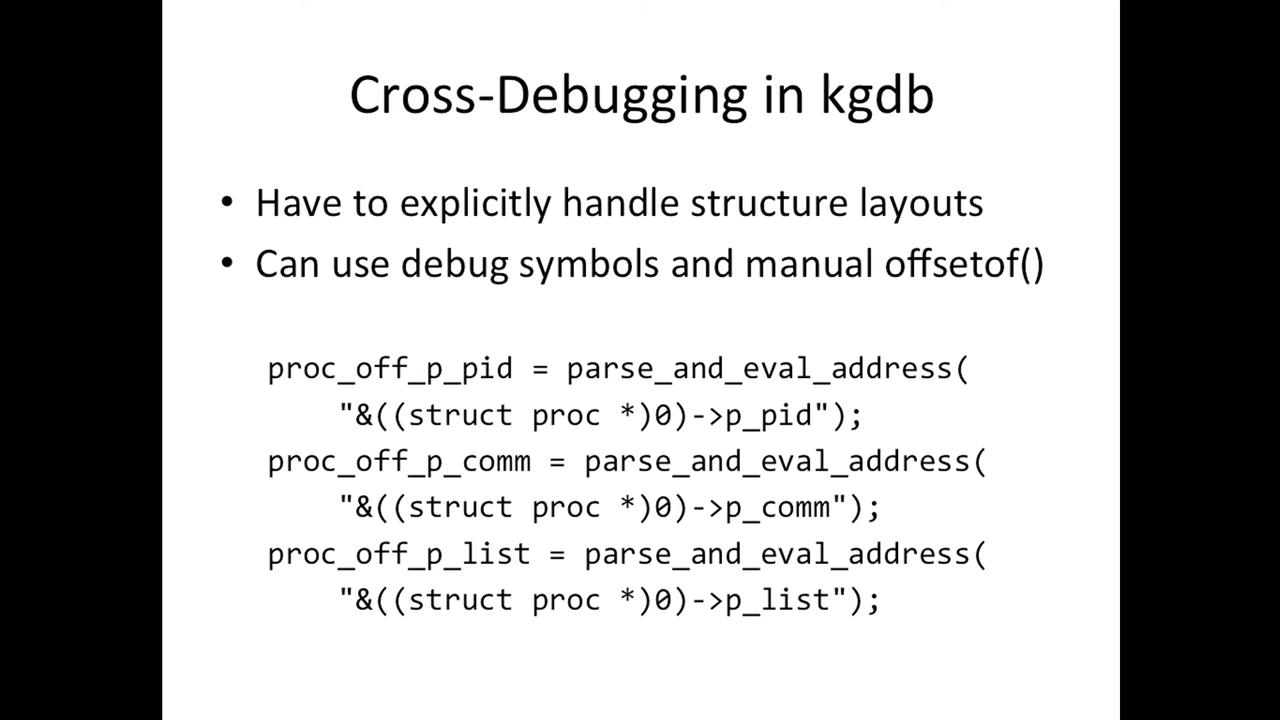 Cross-Debugging in kgdb
• Have to explicitly handle structure layouts
• Can use debug symbols and manual offsetof()
proc_off_p_pid = parse_and_eval_address(
"&((struct proc *)0)->p_pid");
proc_off_p_comm = parse_and_eval_address(
"&((struct proc *)0)->p_comm");
proc_off_p_list = parse_and_eval_address(
"&((struct proc *)0)->p_list");